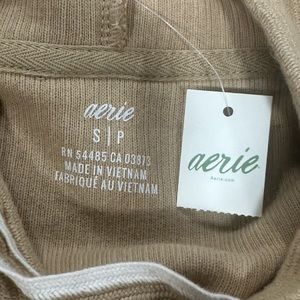 aerie
S | P
RN 54485 CA 03813
MADE IN VIETNAM
FABRIQUÉ AU VIETNAM
aerie
Aerie.com